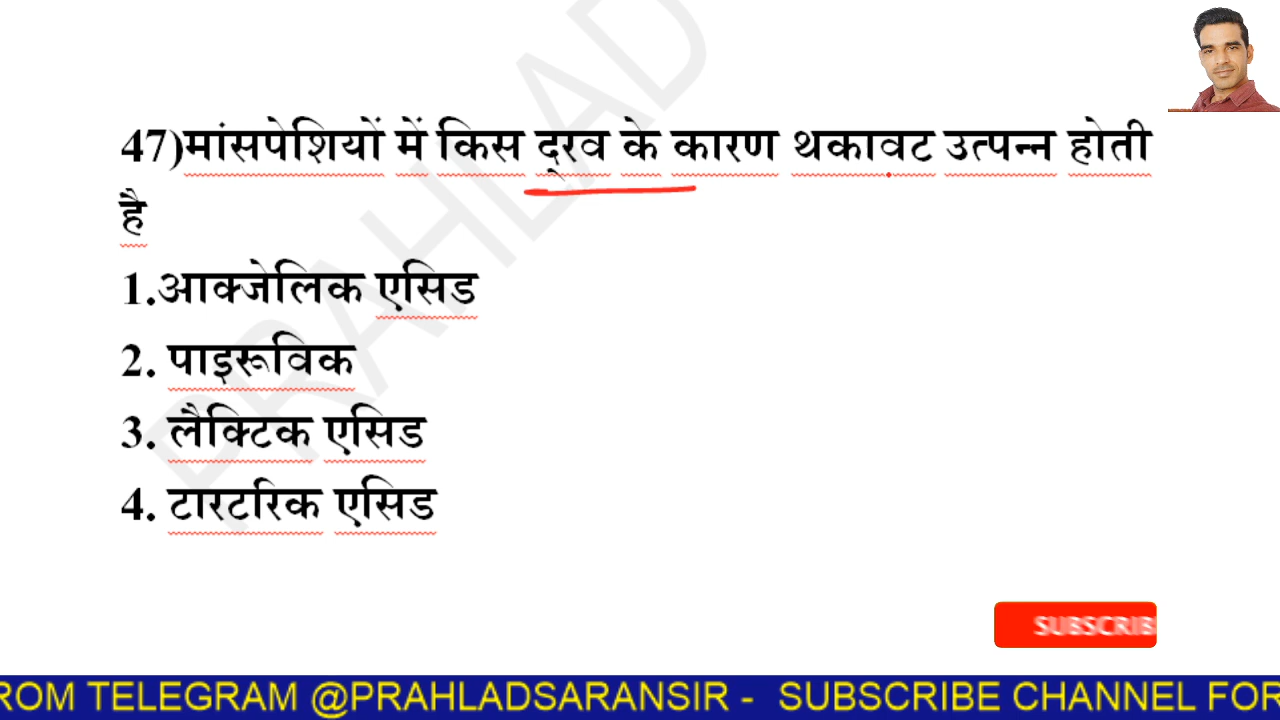 PRAHLAD
47)मांसपेशियों में किस द्रव के कारण थकावट उत्पन्न होती
है
1.आक्जेलिक एसिड
2. पाइरूविक
3. लैक्टिक एसिड
4. टारटरिक एसिड
SUBSCRIB
ROM TELEGRAM @PRAHLADSARANSIR - SUBSCRIBE CHANNEL FOR